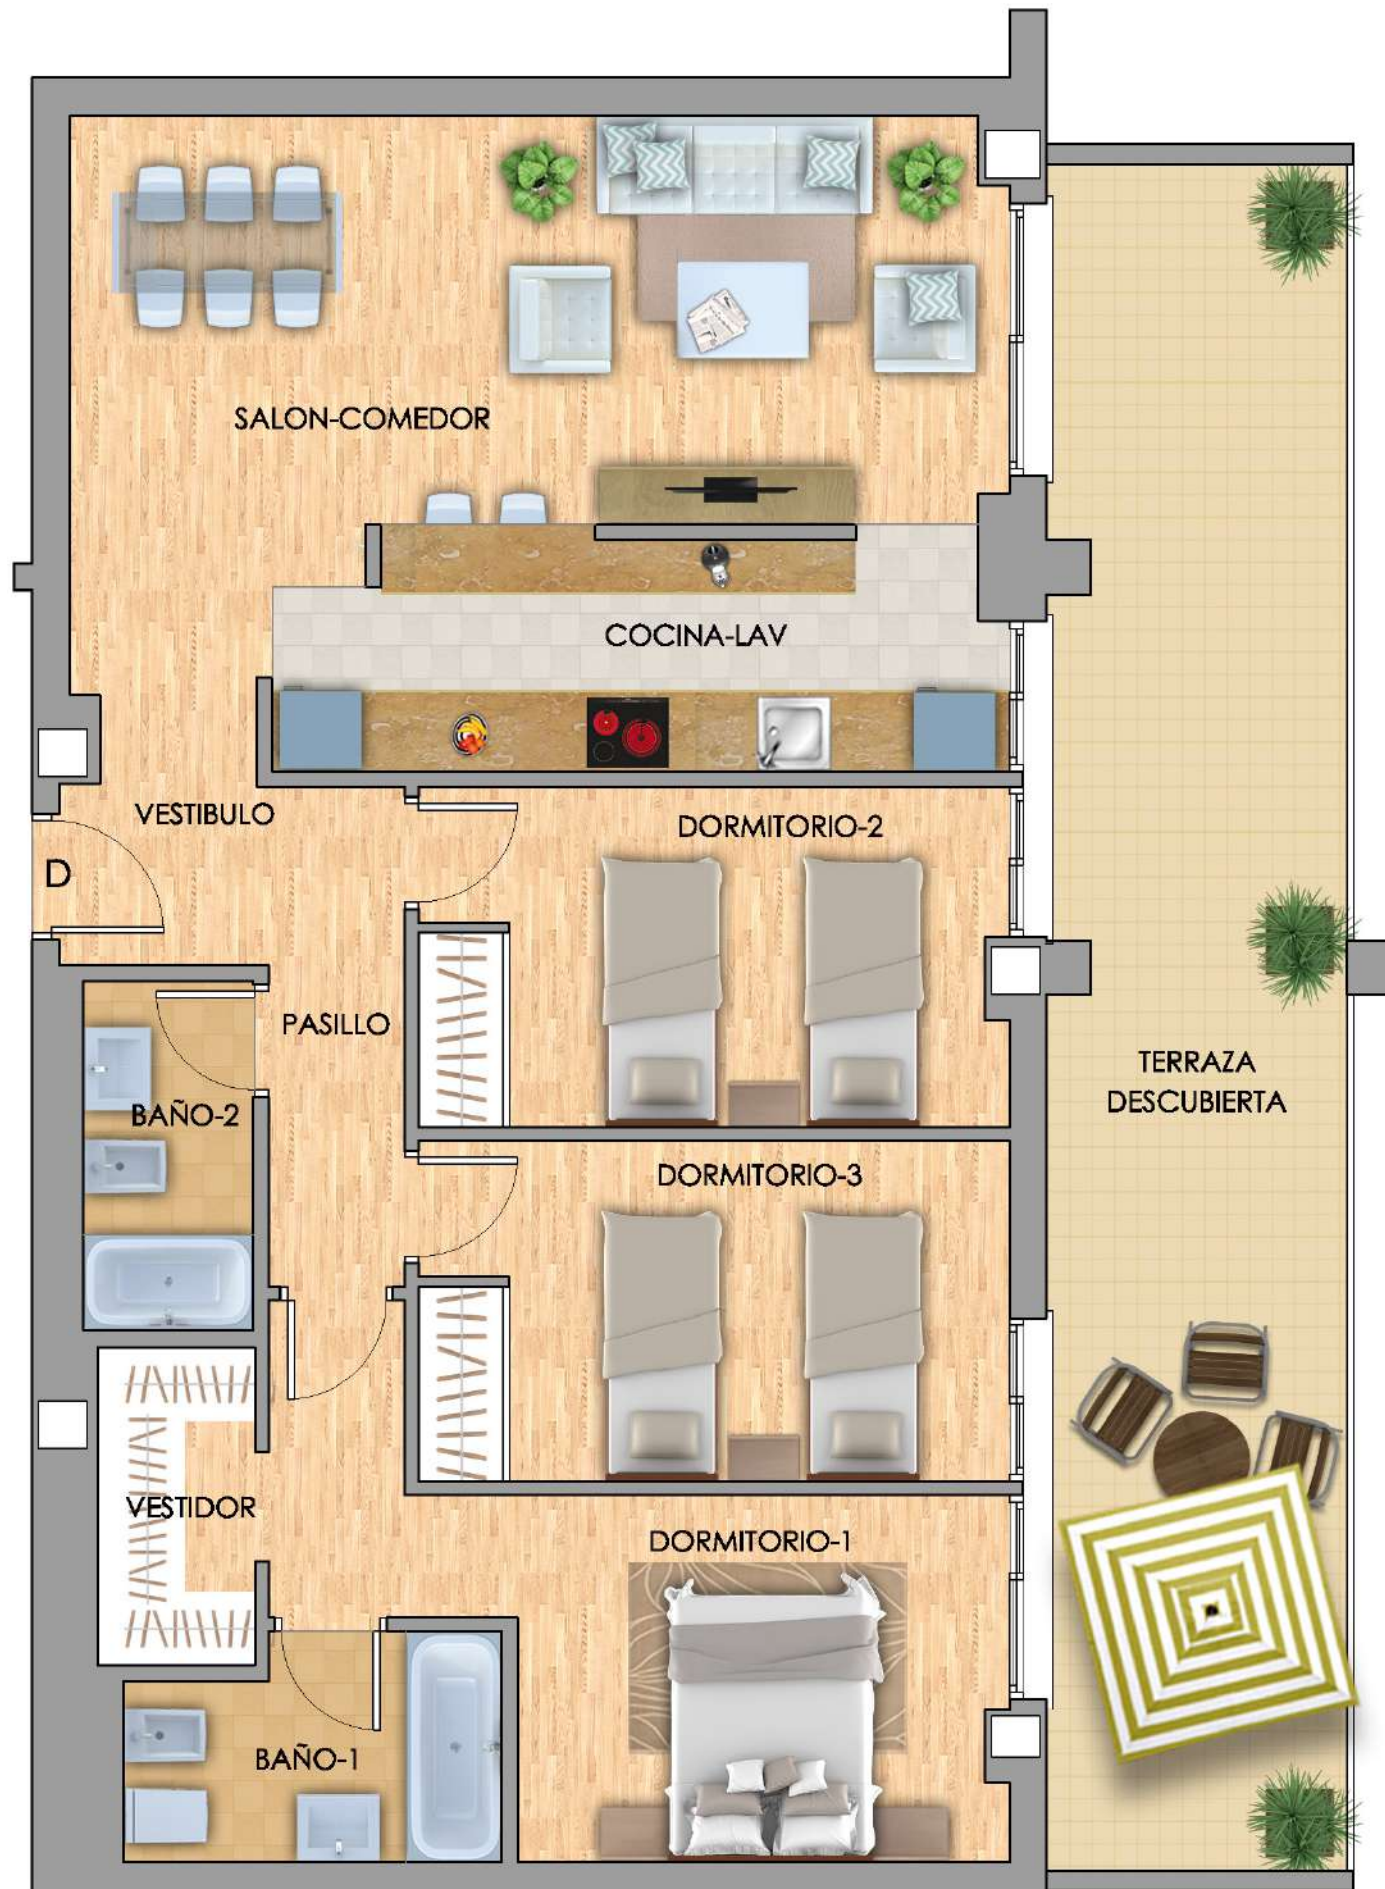 SALON-COMEDOR
COCINA-LAV
VESTIBULO
DORMITORIO-2
D
PASILLO
BAÑO-2
TERRAZA
DESCUBIERTA
DORMITORIO-3
VESTIDOR
DORMITORIO-1
BAÑO-1